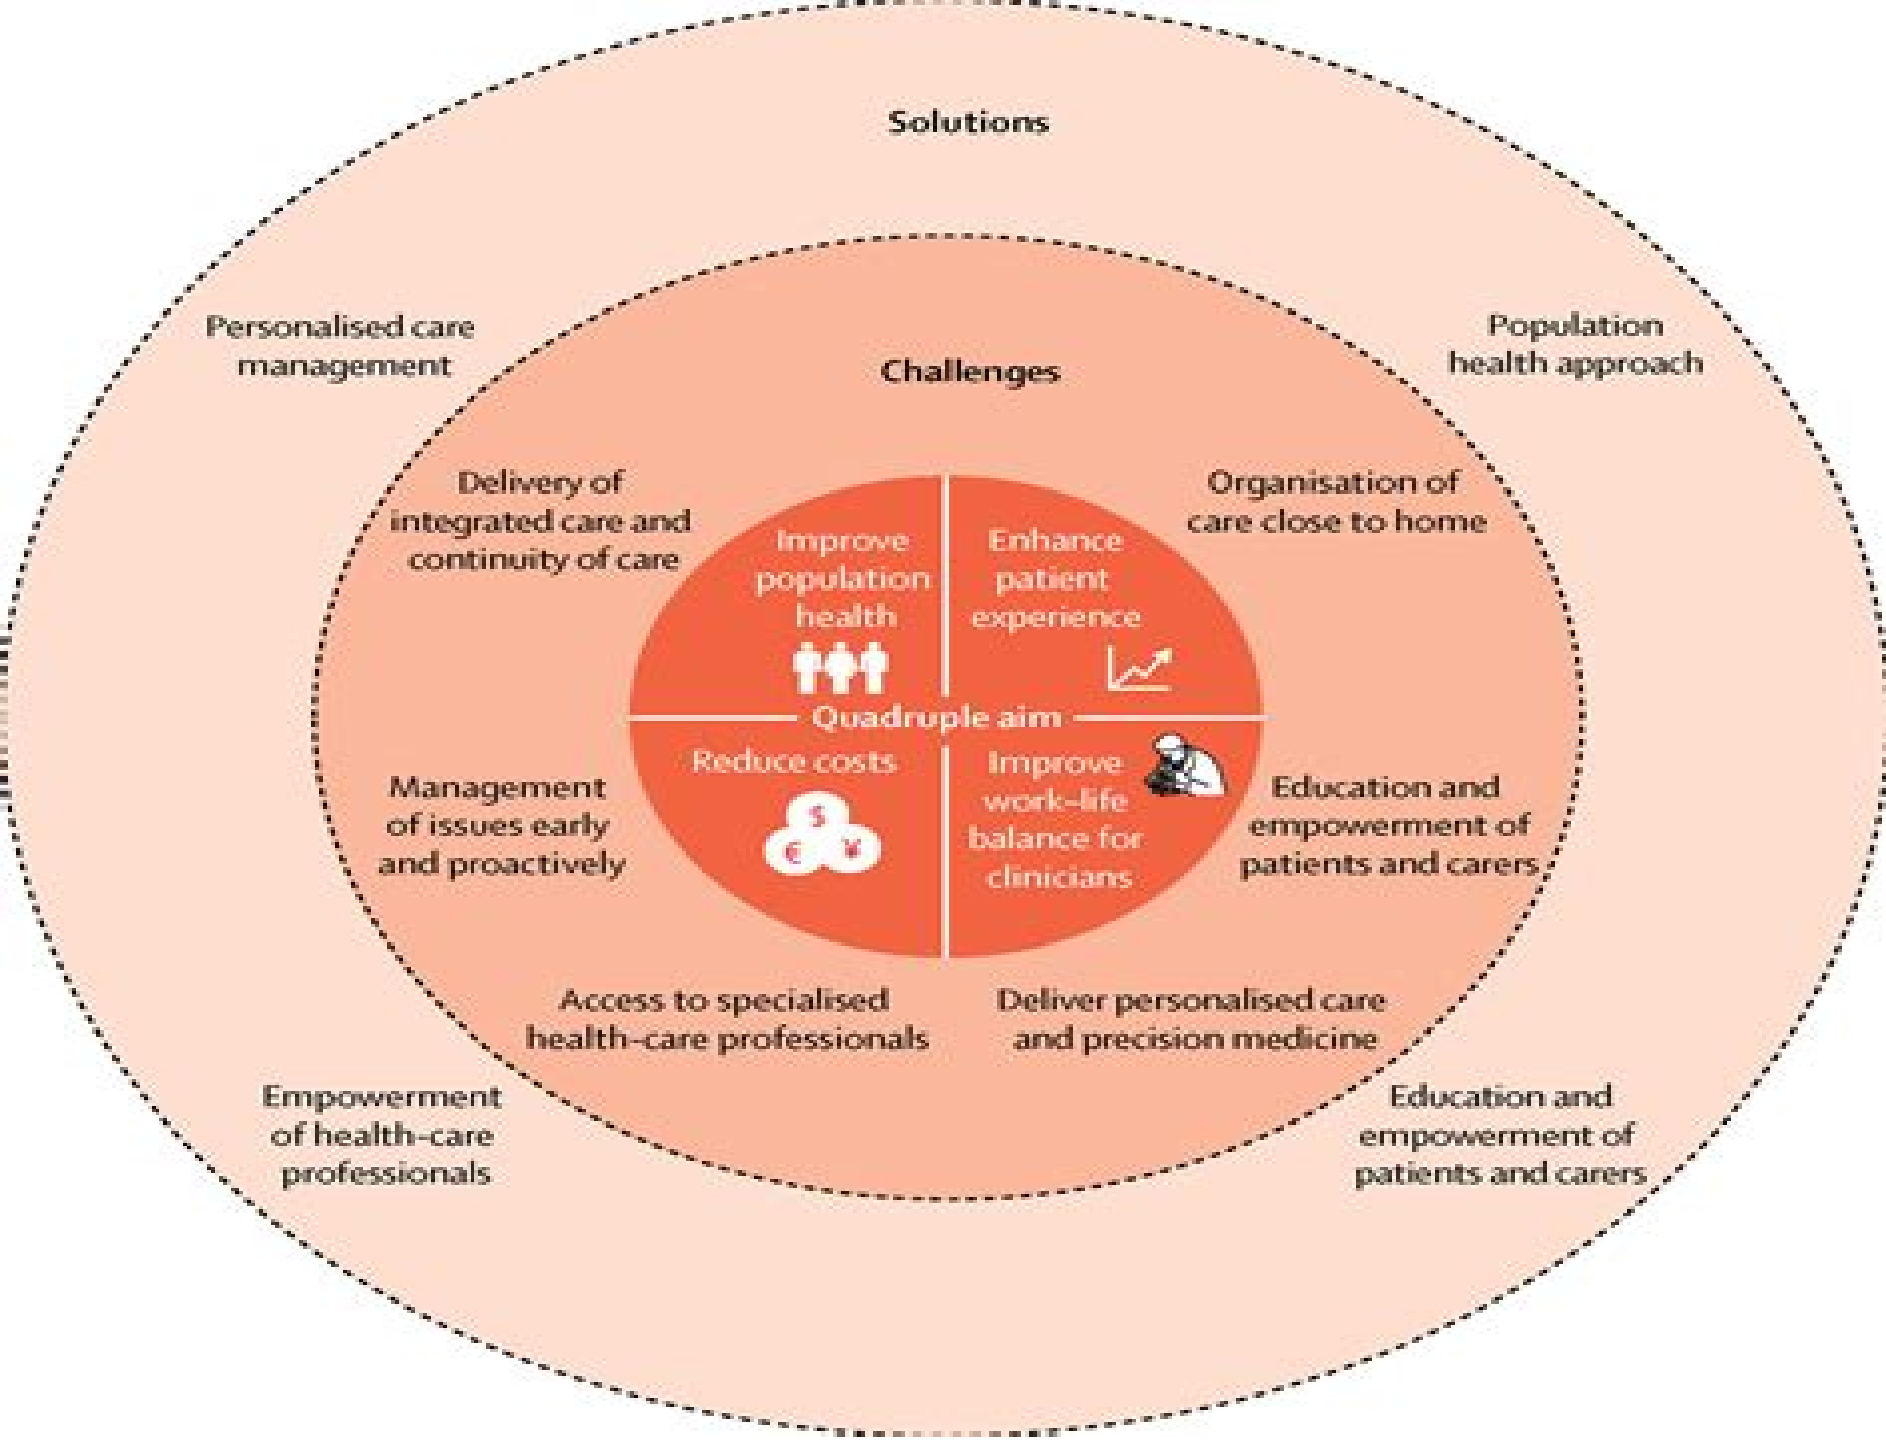 Solutions
Personalised care
management
Population
health approach
Challenges
Delivery of
integrated care and
continuity of care
Organisation of
care close to home
Improve
population
health
Enhance
patient
experience
Quadruple aim
Reduce costs
$
€
¥
Improve
work–life
balance for
clinicians
Management
of issues early
and proactively
Education and
empowerment of
patients and carers
Access to specialised
health-care professionals
Deliver personalised care
and precision medicine
Empowerment
of health-care
professionals
Education and
empowerment of
patients and carers